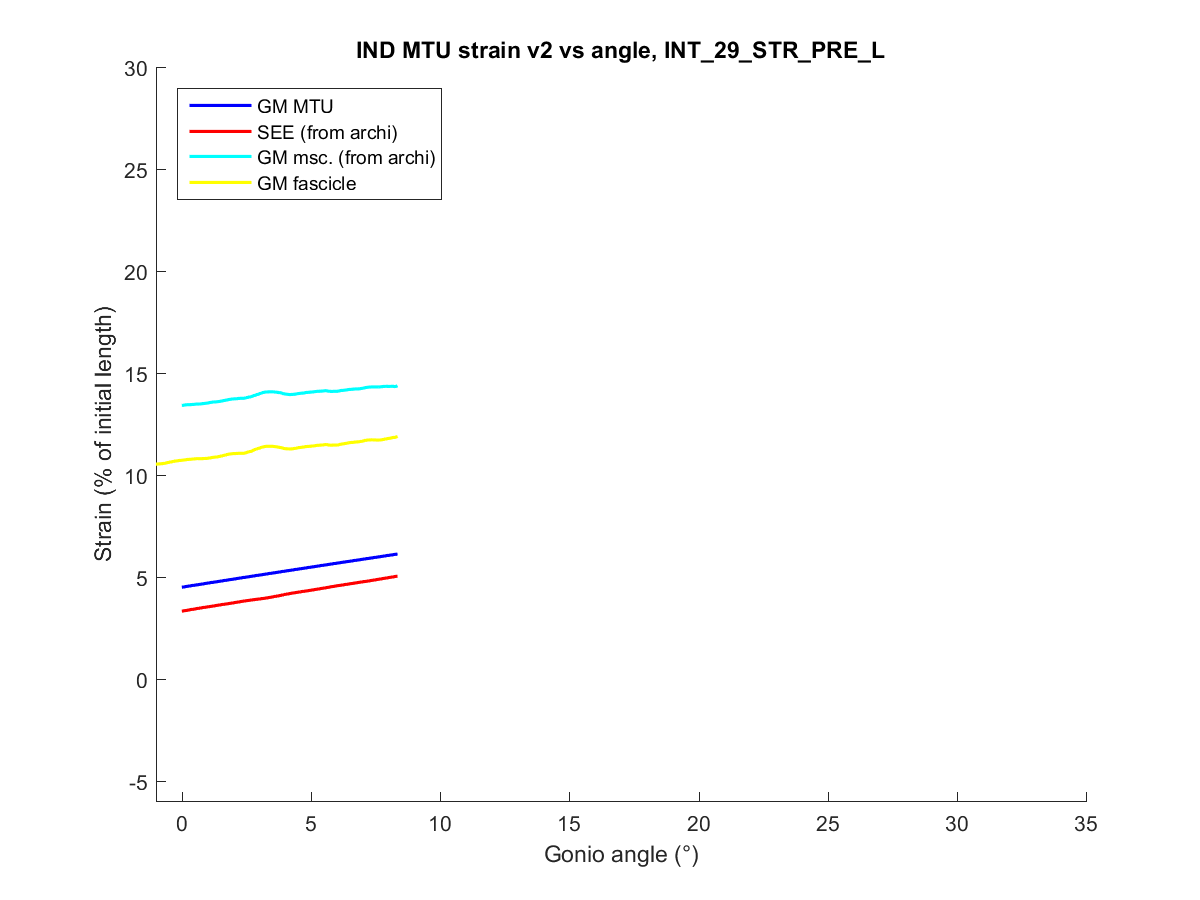 IND MTU strain v2 vs angle, INT_29_STR_PRE_L
30
25
20
15
10
5
0
-5
Strain (% of initial length)
GM MTU
SEE (from archi)
GM msc. (from archi)
GM fascicle
0 5 10 15 20 25 30 35
Gonio angle (°)